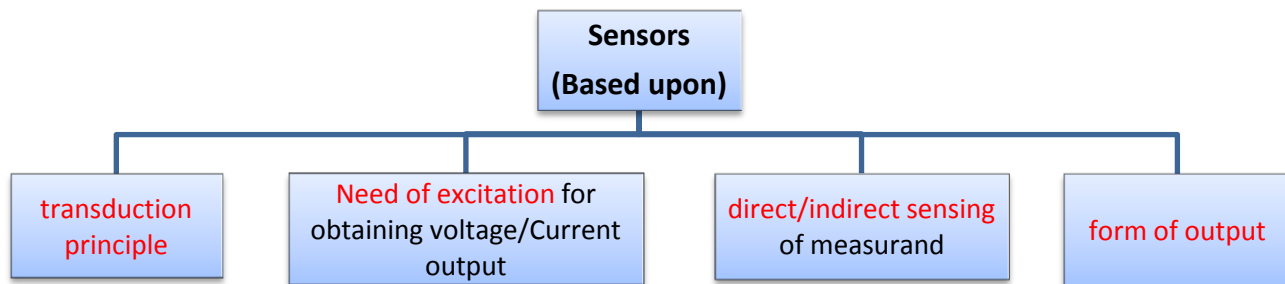 Sensors
(Based upon)
transduction
principle
Need of excitation for
obtaining voltage/Current
output
direct/indirect sensing
of measurand
form of output